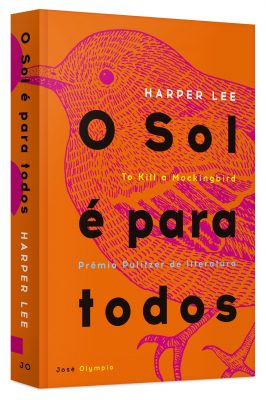 O Sol é para todos
HARPER LEE
JO
HARPER LEE
O Sol
To Kill a Mockingbird
é para
Prêmio Pulitzer de literatura
todos
José Olympio